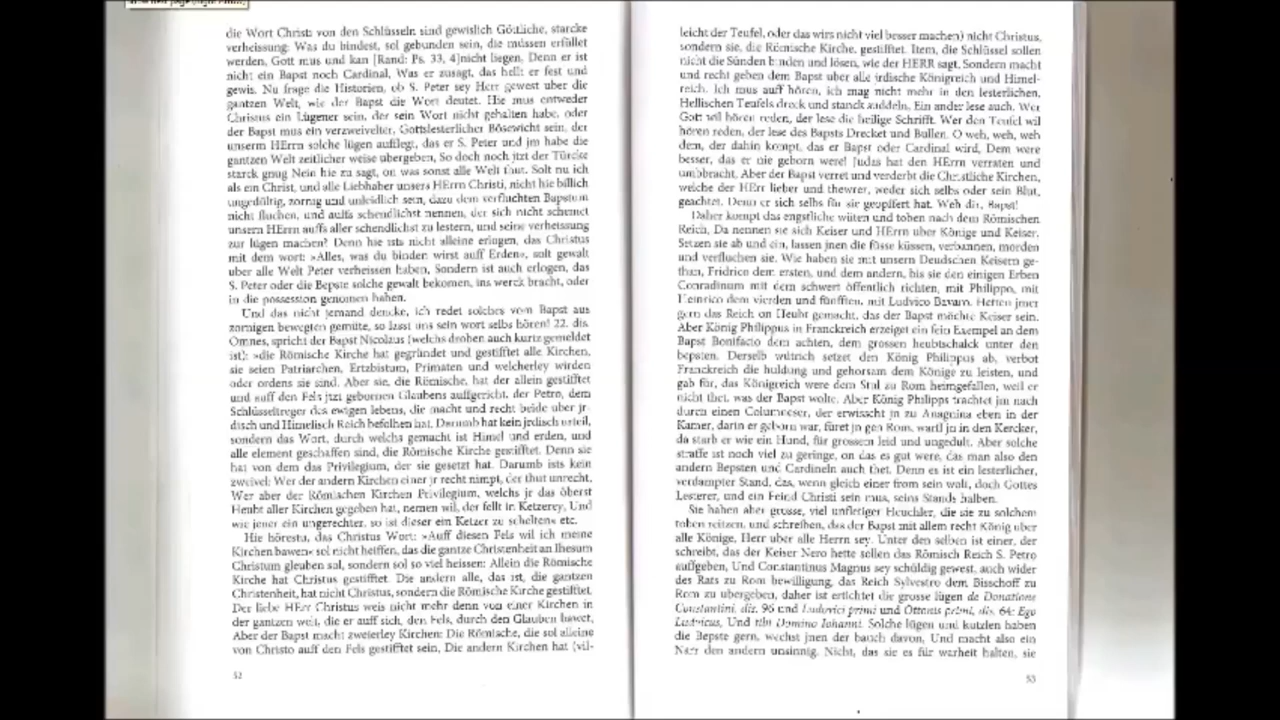 die Wort Christi von den Schlüsseln sind gewislich Göttliche, starcke
verheissung: Was du bindest, sol gebunden sein, die müssen erfüllet
werden, Gott mus und kan [Rand: Ps. 33, 4]nicht liegen. Denn er ist
nicht ein Bapst noch Cardinal, Was er zusagt, das helt er fest und
gewis. Nu frage die Historien, ob S. Peter sey Herr gewest uber die
gantzen Welt, wie der Bapst die Wort deutet. Hie mus entweder
Christus ein Lügener sein, der sein Wort nicht gehalten habe, oder
der Bapst mus ein verzweivelter, Gottslesterlicher Bösewicht sein, der
unserm HErrn solche lügen aufflegt, das er S. Peter und jm habe die
gantzen Welt zeitlicher weise ubergeben, So doch noch jtzt der Türcke
starck gnug Nein hie zu sagt, on was sonst alle Welt thut. Solt nu ich
als ein Christ, und alle Liebhaber unsers HErrn Christi, nicht hie billich
ungedültig, zornig und unleidlich sein, dazu dem verfluchten Bapstum
nicht fluchen, und auffs schendlichst nennen, der sich nicht schemet
unsern HErrn auffs aller schendlichst zu lestern, und seine verheissung
zur lügen machen? Denn hie ists nicht alleine erlogen, das Christus
mit dem wort: »Alles, was du binden wirst auff Erden«, solt gewalt
uber alle Welt Peter verheissen haben, Sondern ist auch erlogen, das
S. Peter oder die Bepste solche gewalt bekomen, ins werck bracht, oder
in die possession genomen haben.
Und das nicht jemand dencke, ich redet solches vom Bapst aus
zornigen bewegten gemüte, so lasst uns sein wort selbs hören! 22. dis.
Omnes, spricht der Bapst Nicolaus (welchs droben auch kurtz gemeldet
ist): »die Römische Kirche hat gegründet und gestifftet alle Kirchen,
sie seien Patriarchen, Ertzbistum, Primaten und welcherley wirden
oder ordens sie sind. Aber sie, die Römische, hat der allein gestifftet
und auff den Fels jtzt gebornen Glaubens auffgericht, der Petro, dem
Schlüsseltreger des ewigen lebens, die macht und recht beide uber jr-
disch und Himelisch Reich befolhen hat. Darumb hat kein jrdisch urteil,
sondern das Wort, durch welchs gemacht ist Himel und erden, und
alle element geschaffen sind, die Römische Kirche gestifftet. Denn sie
hat von dem das Privilegium, der sie gesetzt hat. Darumb ists kein
zweivel: Wer der andern Kirchen einer jr recht nimpt, der thut unrecht,
Wer aber der Römischen Kirchen Privilegium, welchs jr das öberst
Heubt aller Kirchen gegeben hat, nemen wil, der fellt in Ketzerey, Und
wie jener ein ungerechter, so ist dieser ein Ketzer zu schelten« etc.
Hie hörestu, das Christus Wort: »Auff diesen Fels wil ich meine
Kirchen bawen« sol nicht heiffen, das die gantze Christenheit an Jhesum
Christum gleuben sal, sondern sol so viel heissen: Allein die Römische
Kirche hat Christus gestifftet. Die andern alle, das ist, die gantzen
Christenheit, hat nicht Christus, sondern die Römische Kirche gestifftet.
Der liebe HErr Christus weis nicht mehr denn von einer Kirchen in
der gantzen welt, die er auff sich, den Fels, durch den Glauben bawet,
Aber der Bapst macht zweierley Kirchen: Die Römische, die sol alleine
von Christo auff den Fels gestifftet sein, Die andern Kirchen hat (vil-
52
leicht der Teufel, oder das wirs nicht viel besser machen) nicht Christus,
sondern sie, die Römische Kirche, gestifftet. Item, die Schlüssel sollen
nicht die Sünden binden und lösen, wie der HERR sagt, Sondern macht
und recht geben dem Bapst uber alle irdische Königreich und Himel-
reich. Ich mus auff hören, ich mag nicht mehr in den lesterlichen,
Hellischen Teufels dreck und stanck Ein ander lese auch. Wer
Gott wil hören reden, der lese die heilige Schrifft. Wer den Teufel wil
hören reden, der lese des Bapsts Drecket und Bullen. O weh, weh, weh
dem, der dahin kompt, das er Bapst oder Cardinal wird, Dem were
besser, das er nie geborn were! Judas hat den HErrn verraten und
umbbracht. Aber der Bapst verret und verderbt die Christliche Kirchen,
welche der HErr lieber und thewrer, weder sich selbs oder sein Blut,
geachtet. Denn er sich selbs für sie geopffert hat. Weh dir, Bapst!
Daher kompt das engstliche wüten und toben nach dem Römischen
Reich, Da nennen sie sich Keiser und HErrn uber Könige und Keiser,
Setzen sie ab und ein, lassen jnen die füsse küssen, verbannen, morden
und verfluchen sie. Wie haben sie mit unsern Deudschen Keisern ge-
than, Fridrico dem ersten, und dem andern, bis sie den einigen Erben
Conradinum mit dem schwert öffentlich richten, mit Philippo, mit
Heinrico dem vierden und fünfften, mit Ludvico Bavaro. Hetten jmer
gern das Reich on Heubt gemacht, das der Bapst möchte Keiser sein.
Aber König Philippus in Franckreich erzeiget ein fein Exempel an dem
Bapst Bonifacio dem achten, dem grossen heubtschalck unter den
bepsten. Derselb wütrich setzet den König Philippus ab, verbot
Franckreich die huldung und gehorsam dem Könige zu leisten, und
gab für, das Königreich were dem Stul zu Rom heimgefallen, weil er
nicht thet, was der Bapst wolte. Aber König Philipps trachtet jm nach
durch einen Columneser, der erwischt jn zu Anagnina eben in der
Kamer, darin er geborn war, füret jn gen Rom, warff jn in den Kercker,
da starb er wie ein Hund, für grossem leid und ungedult. Aber solche
straffe ist noch viel zu geringe, on das es gut were, das man also den
andern Bepsten und Cardineln auch thet. Denn es ist ein lesterlicher,
verdampter Stand, das, wenn gleich einer from sein wolt, doch Gottes
Lesterer, und ein Feind Christi sein mus, seins Stands halben.
Sie haben aber grosse, viel unfletiger Heuchler, die sie zu solchem
toben reitzen, und schreiben, das der Bapst mit allem recht König uber
alle Könige, Herr uber alle Herrn sey. Unter den selben ist einer, der
schreibt, das der Keiser Nero hette sollen das Römisch Reich S. Petro
auffgeben, Und Constantinus Magnus sey schüldig gewest, auch wider
des Rats zu Rom bewilligung, das Reich Sylvestro dem Bisschoff zu
Rom zu ubergeben, daher ist ertichtet die grosse lügen de Donatione
Constantini, dis. 96 und Ludovici primi und Ottonis primi, dis. 64: Ego
Ludvicus, Und tibi Domino Johanni. Solche lügen und kutzlen haben
die Bepste gern, wechst jnen der bauch davon, Und macht also ein
Narr den andern unsinnig. Nicht, das sie es für warheit halten, sie
53